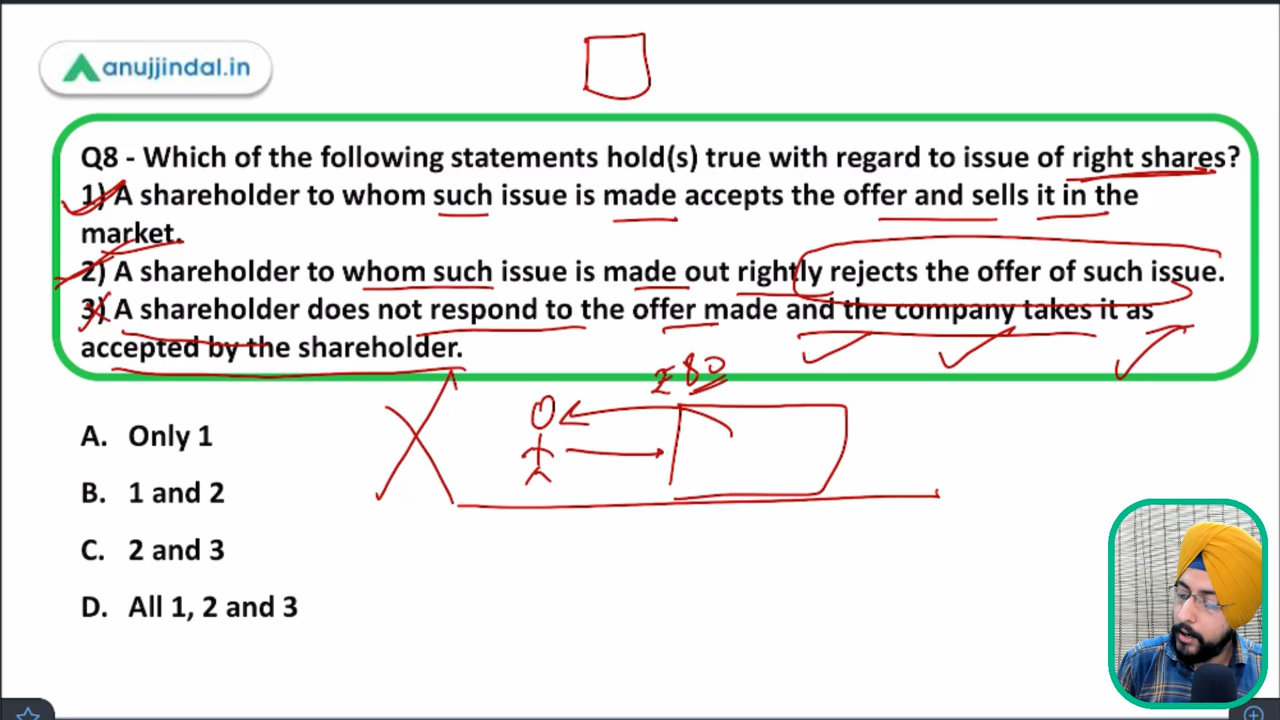 anujjindal.in
Q8 - Which of the following statements hold(s) true with regard to issue of right shares?
1) A shareholder to whom such issue is made accepts the offer and sells it in the
market.
2) A shareholder to whom such issue is made out rightly rejects the offer of such issue.
3) A shareholder does not respond to the offer made and the company takes it as
accepted by the shareholder.
₹80
A. Only 1
B. 1 and 2
C. 2 and 3
D. All 1, 2 and 3